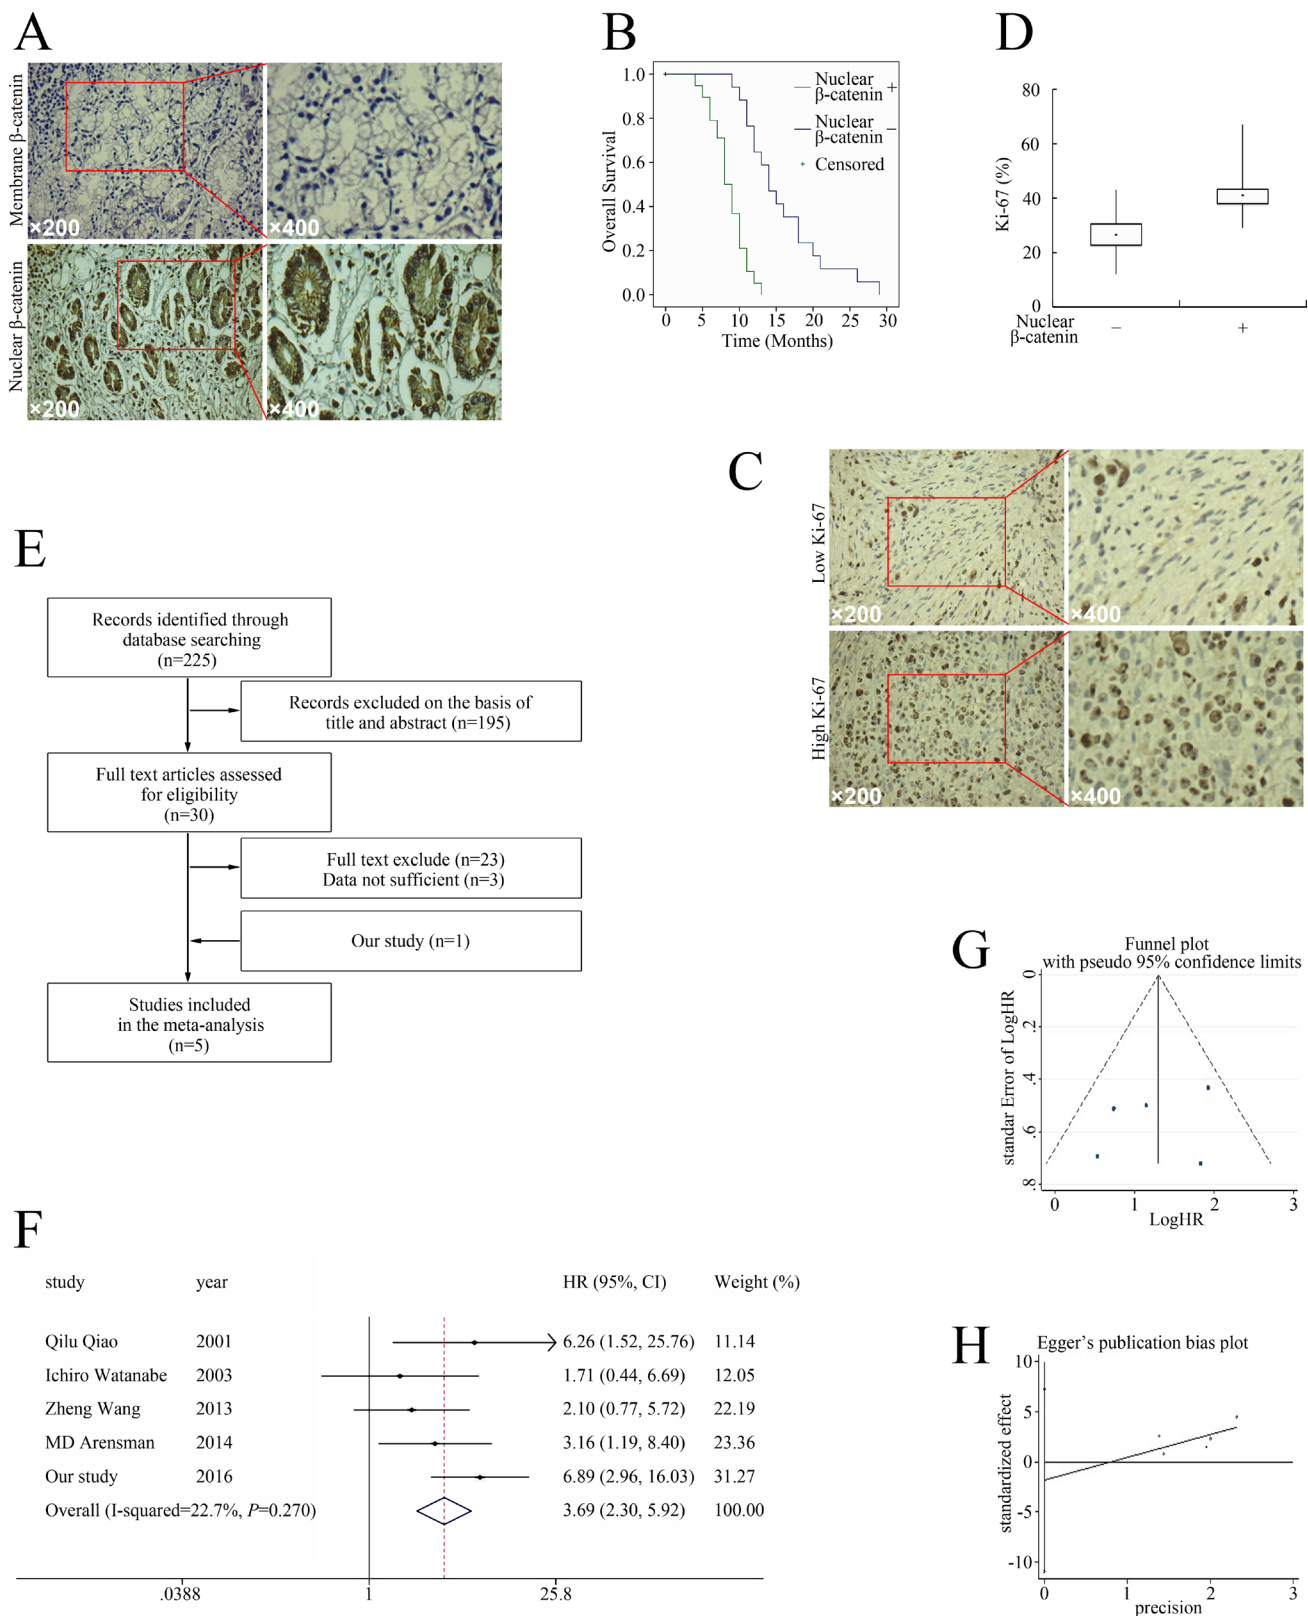 A
Membrane β-catenin
×200
×400
Nuclear β-catenin
×200
×400
B
Overall Survival
1.0
0.8
0.6
0.4
0.2
0.0
0 5 10 15 20 25 30
Time (Months)
Nuclear
β-catenin +
Nuclear
β-catenin −
Censored
D
Ki-67 (%)
80
60
40
20
0
Nuclear
β-catenin − +
C
Low Ki-67
×200
×400
High Ki-67
×200
×400
E
Records identified through
database searching
(n=225)
Records excluded on the basis of
title and abstract (n=195)
Full text articles assessed
for eligibility
(n=30)
Full text exclude (n=23)
Data not sufficient (n=3)
Our study (n=1)
Studies included
in the meta-analysis
(n=5)
G
Funnel plot
with pseudo 95% confidence limits
standar Error of LogHR
0
.2
.4
.6
.8
0 1 2 3
LogHR
F
study year HR (95%, CI) Weight (%)
Qilu Qiao 2001 6.26 (1.52, 25.76) 11.14
Ichiro Watanabe 2003 1.71 (0.44, 6.69) 12.05
Zheng Wang 2013 2.10 (0.77, 5.72) 22.19
MD Arensman 2014 3.16 (1.19, 8.40) 23.36
Our study 2016 6.89 (2.96, 16.03) 31.27
Overall (I-squared=22.7%, P=0.270) 3.69 (2.30, 5.92) 100.00
.0388 1 25.8
H
Egger's publication bias plot
standardized effect
10
5
0
-5
-10
0 1 2 3
precision